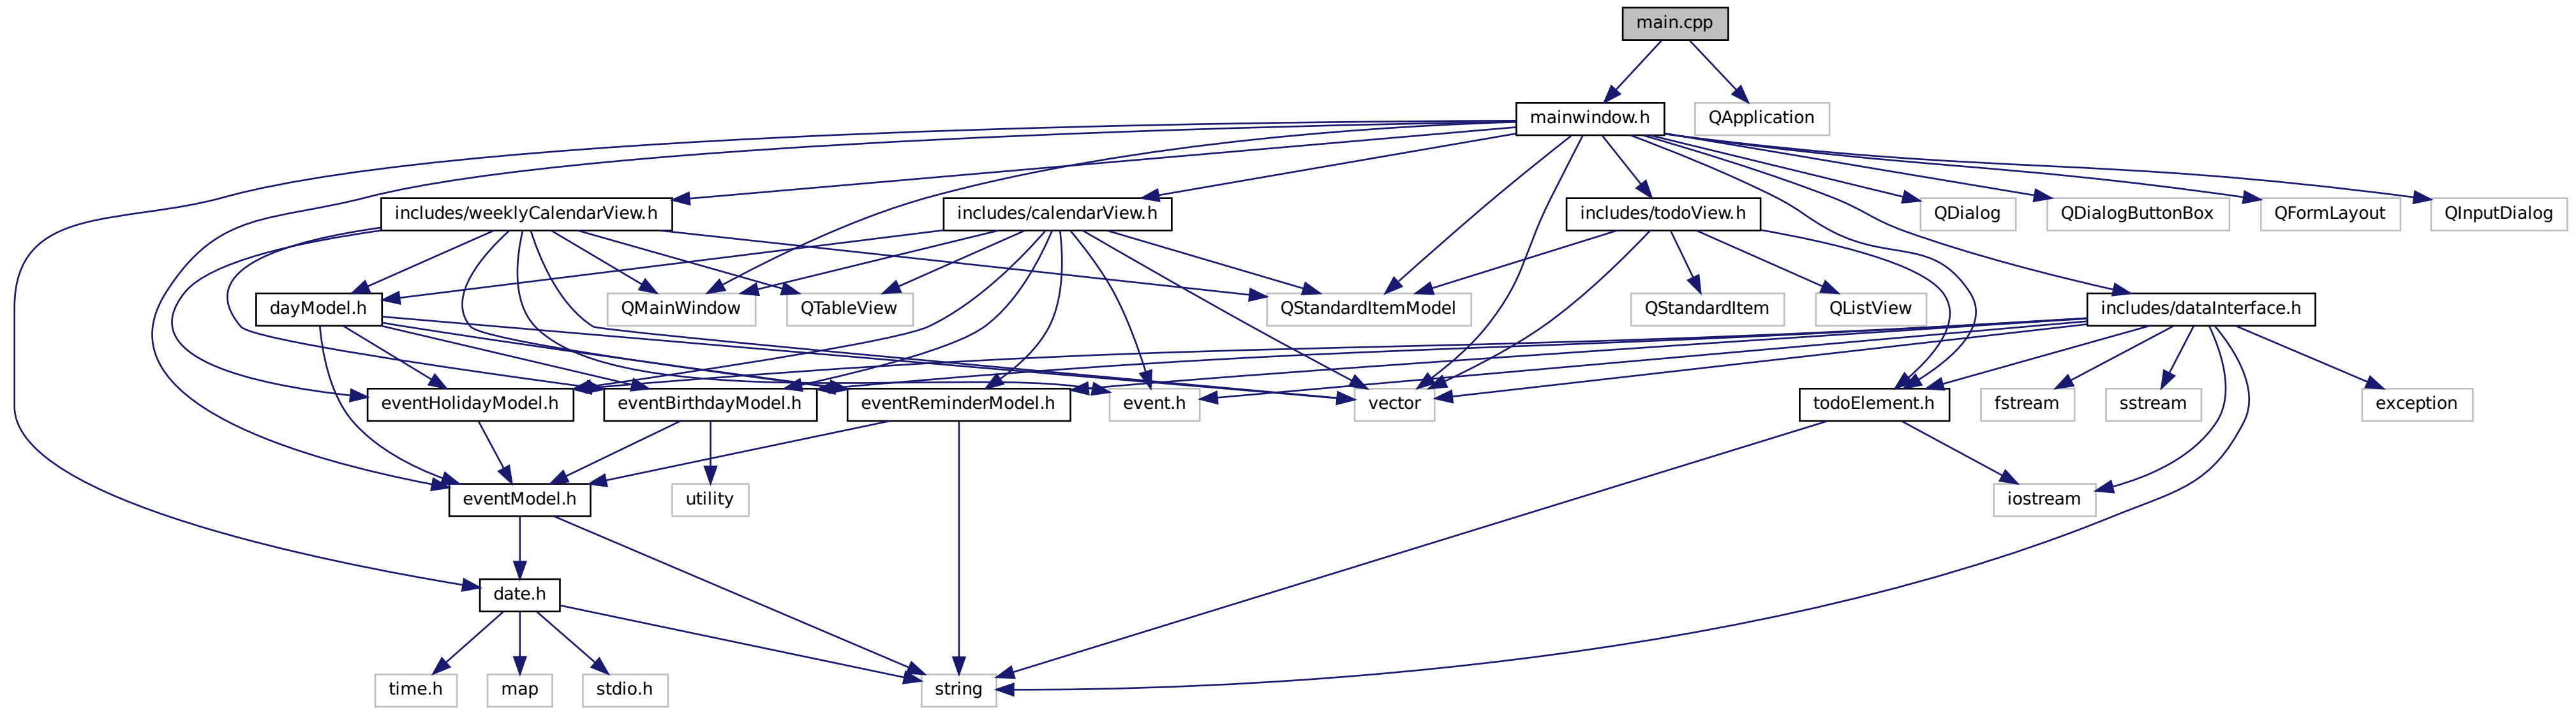 main.cpp
mainwindow.h
QApplication
includes/weeklyCalendarView.h
includes/calendarView.h
includes/todoView.h
QDialog
QDialogButtonBox
QFormLayout
QInputDialog
dayModel.h
QMainWindow
QTableView
QStandardItemModel
QStandardItem
QListView
includes/dataInterface.h
eventHolidayModel.h
eventBirthdayModel.h
eventReminderModel.h
event.h
vector
todoElement.h
fstream
sstream
exception
eventModel.h
utility
iostream
date.h
time.h
map
stdio.h
string